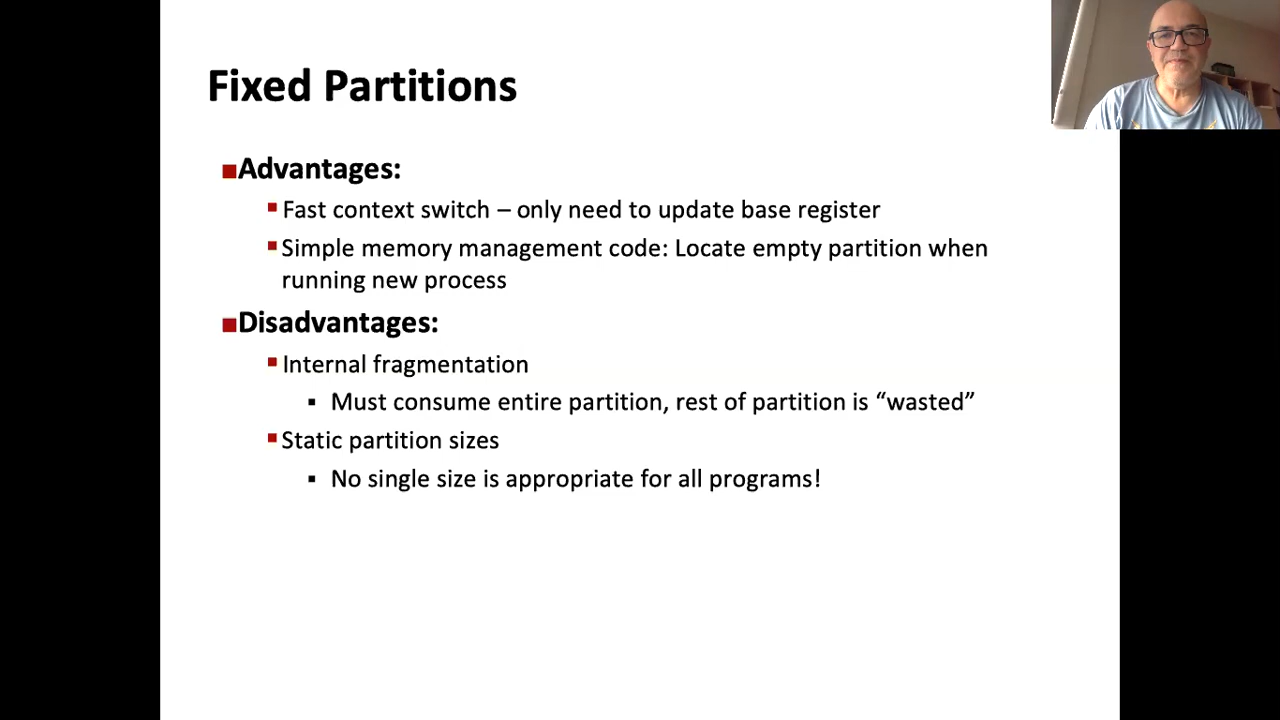 Fixed Partitions
Advantages:
Fast context switch – only need to update base register
Simple memory management code: Locate empty partition when
running new process
Disadvantages:
Internal fragmentation
Must consume entire partition, rest of partition is “wasted”
Static partition sizes
No single size is appropriate for all programs!